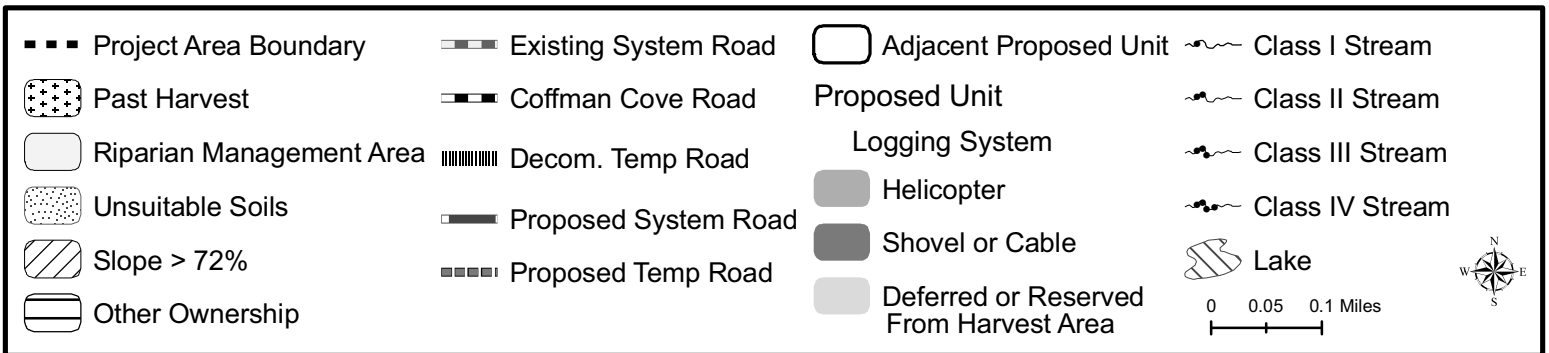 Project Area Boundary
Past Harvest
Riparian Management Area
Unsuitable Soils
Slope > 72%
Other Ownership
Existing System Road
Coffman Cove Road
Decom. Temp Road
Proposed System Road
Proposed Temp Road
Adjacent Proposed Unit
Proposed Unit
Logging System
Helicopter
Shovel or Cable
Deferred or Reserved
From Harvest Area
Class I Stream
Class II Stream
Class III Stream
Class IV Stream
Lake
0 0.05 0.1 Miles
N
W E
S